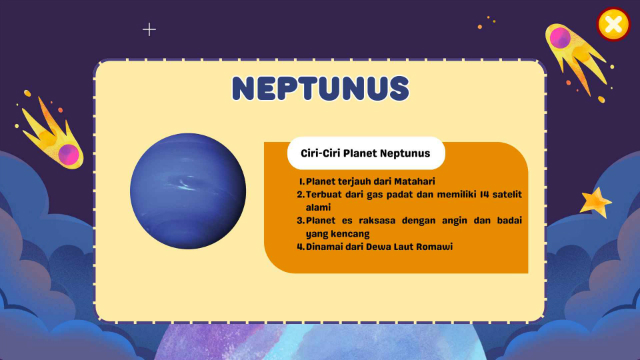 NEPTUNUS
Ciri-Ciri Planet Neptunus
1. Planet terjauh dari Matahari
2. Terbuat dari gas padat dan memiliki 14 satelit
alami
3. Planet es raksasa dengan angin dan badai
yang kencang
4. Dinamai dari Dewa Laut Romawi